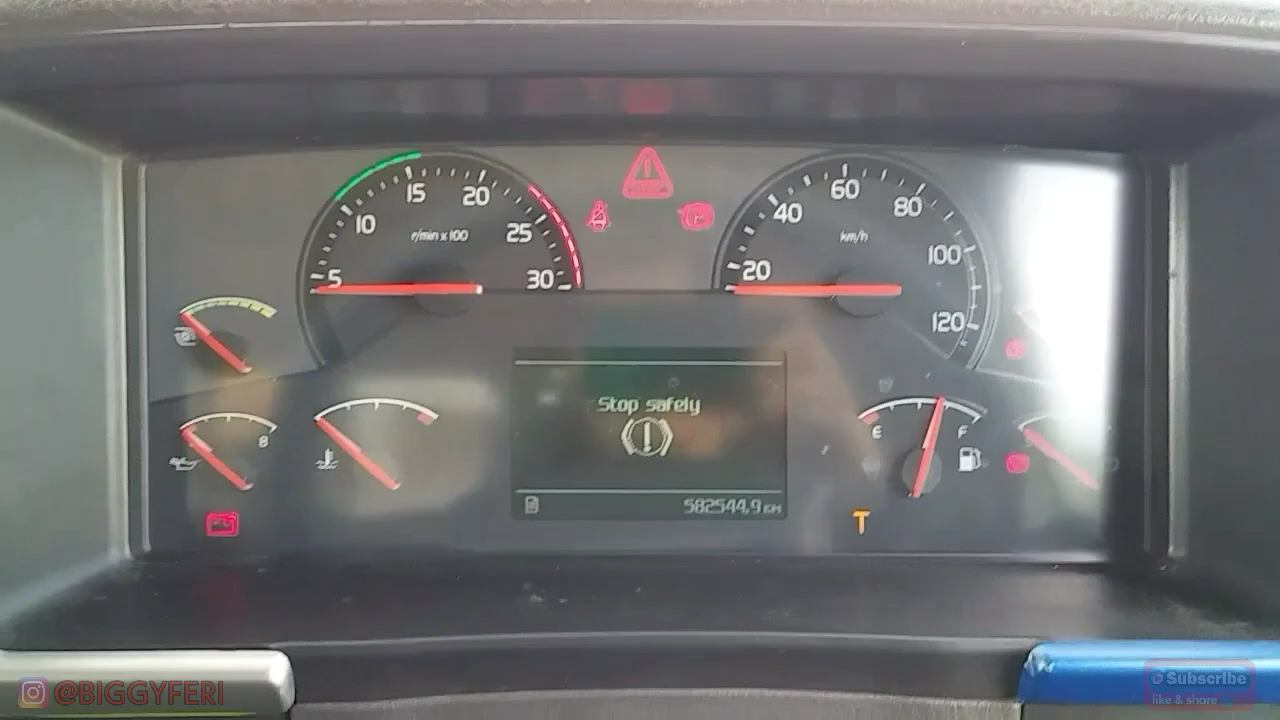 5
10
15
20
25
30
r/min x 100
20
40
60
80
100
120
km/h
P
8
Stop safely
582544,9 KM
E
F
T
@BIGGYFERI
Subscribe
like & share